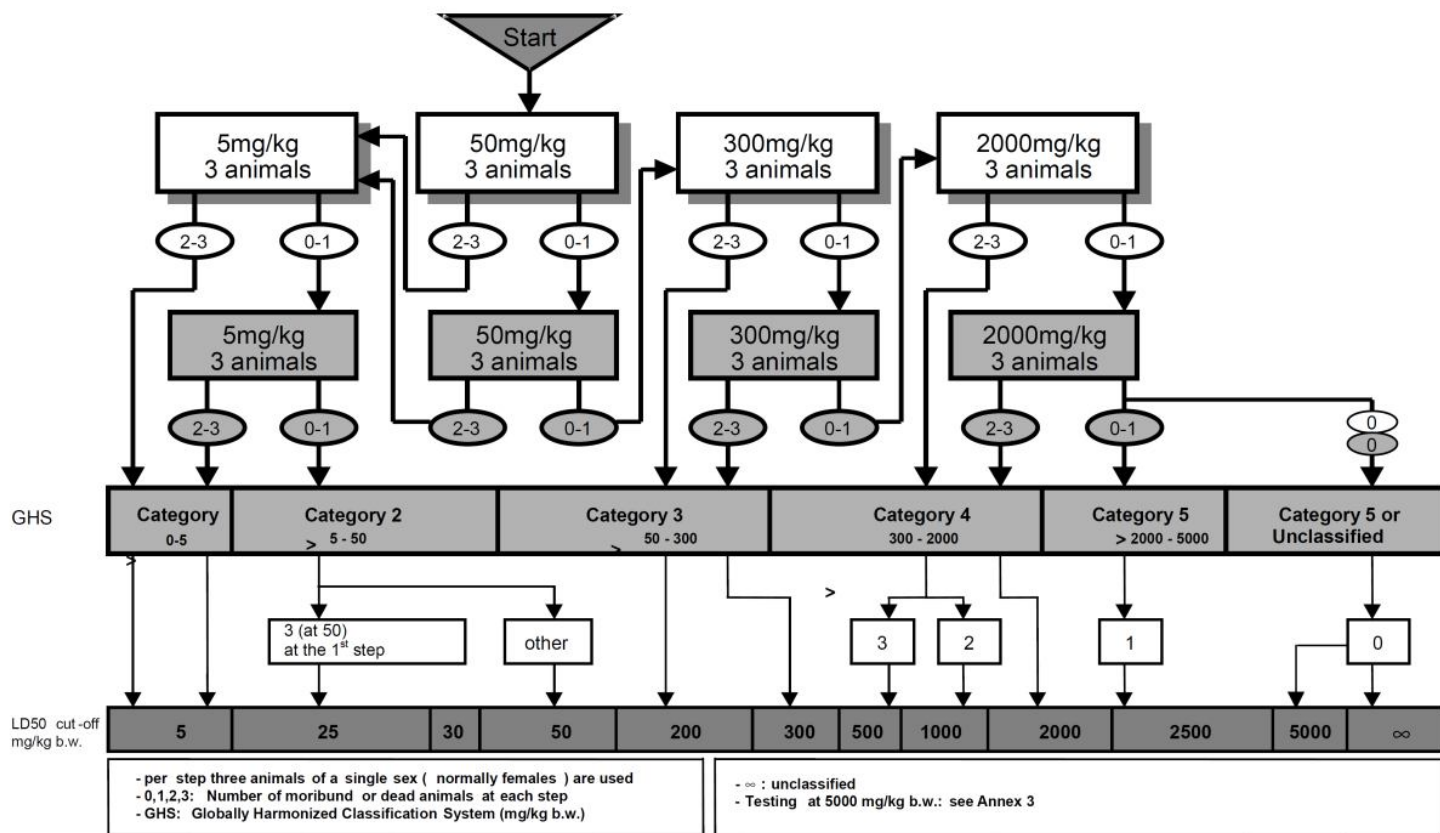 Start
5mg/kg
3 animals
50mg/kg
3 animals
300mg/kg
3 animals
2000mg/kg
3 animals
2-3
0-1
2-3
0-1
2-3
0-1
2-3
0-1
5mg/kg
3 animals
50mg/kg
3 animals
300mg/kg
3 animals
2000mg/kg
3 animals
2-3
0-1
2-3
0-1
2-3
0-1
2-3
0-1
0
0
GHS
Category
0-5
Category 2
> 5 - 50
Category 3
> 50 - 300
Category 4
300 - 2000
Category 5
> 2000 - 5000
Category 5 or
Unclassified
>
>
3 (at 50)
at the 1st step
other
3
2
1
0
LD50 cut-off
mg/kg b.w.
5
25
30
50
200
300
500
1000
2000
2500
5000
∞
- per step three animals of a single sex ( normally females ) are used
- 0,1,2,3: Number of moribund or dead animals at each step
- GHS: Globally Harmonized Classification System (mg/kg b.w.)
- ∞ : unclassified
- Testing at 5000 mg/kg b.w.: see Annex 3